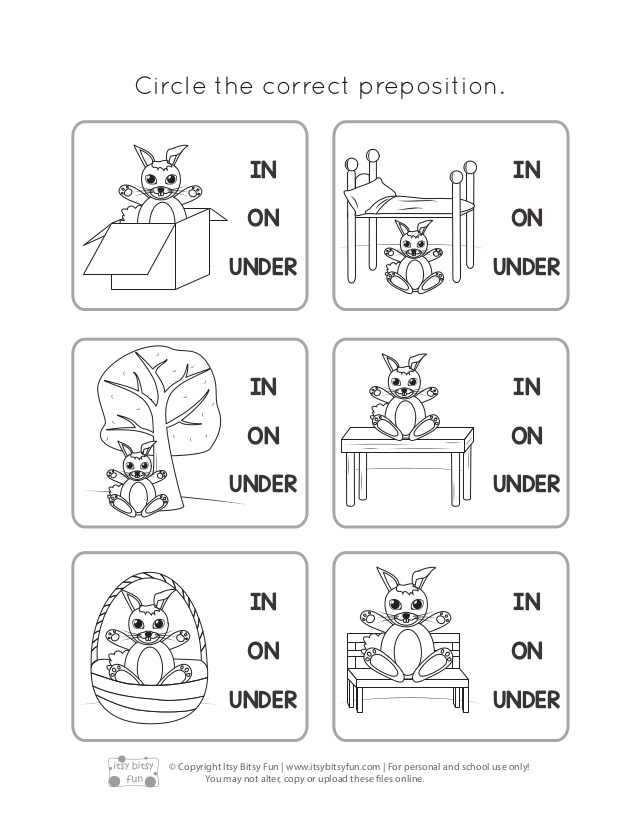 Circle the correct preposition.
IN
ON
UNDER
IN
ON
UNDER
IN
ON
UNDER
IN
ON
UNDER
IN
ON
UNDER
IN
ON
UNDER
itsy bitsy
fun
© Copyright Itsy Bitsy Fun | www.itsybitsyfun.com | For personal and school use only!
You may not alter, copy or upload these files online.